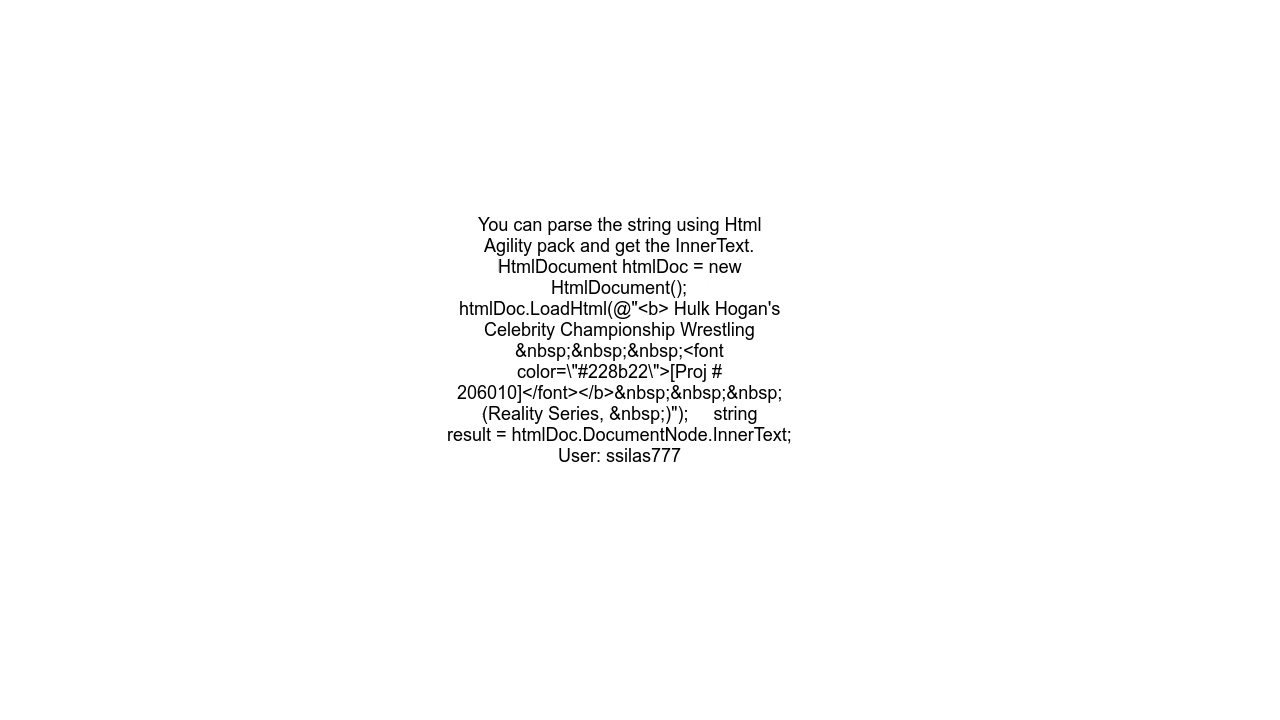 You can parse the string using Html
Agility pack and get the InnerText.
HtmlDocument htmlDoc = new
HtmlDocument();
htmlDoc.LoadHtml(@"<b> Hulk Hogan's
Celebrity Championship Wrestling
&nbsp;&nbsp;&nbsp;<font
color=\"#228b22\">[Proj #
206010]</font></b>&nbsp;&nbsp;&nbsp;
(Reality Series, &nbsp;)");     string
result = htmlDoc.DocumentNode.InnerText;
User: ssilas777